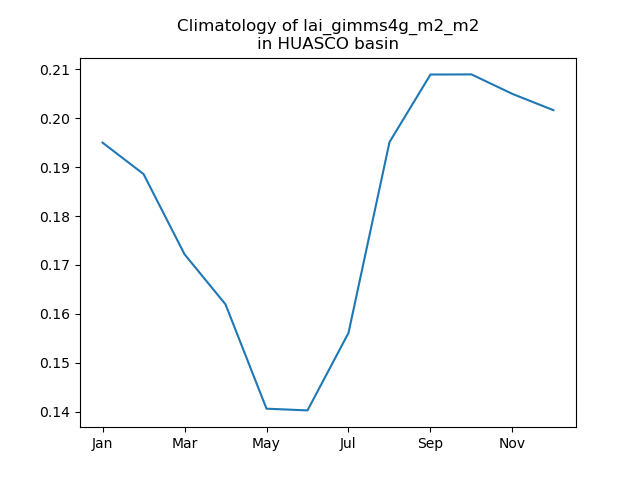 Climatology of lai_gimms4g_m2_m2
in HUASCO basin
0.21
0.20
0.19
0.18
0.17
0.16
0.15
0.14
Jan Mar May Jul Sep Nov